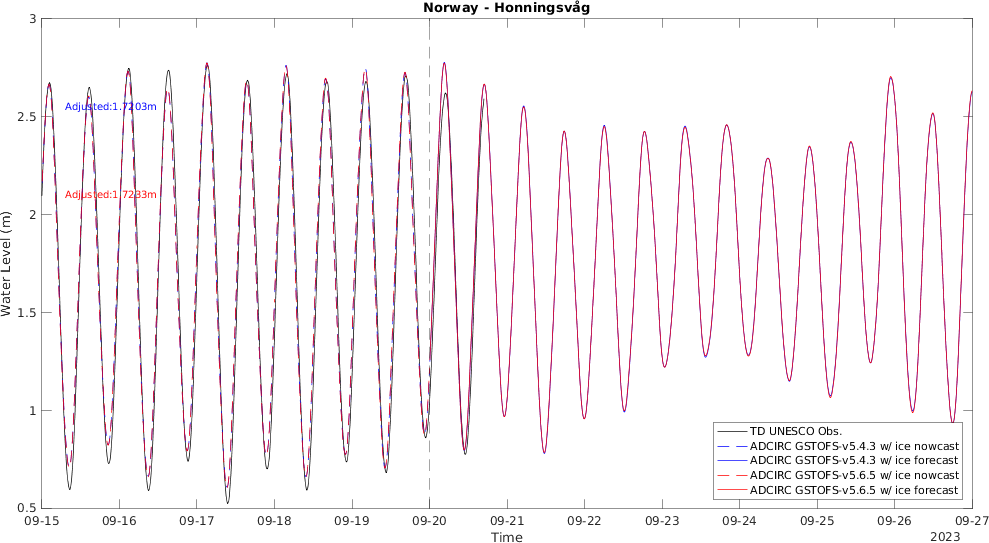 Norway - Honningsvåg
3
2.5
2
1.5
1
0.5
Water Level (m)
Adjusted:1.7203m
Adjusted:1.7233m
TD UNESCO Obs.
ADCIRC GSTOFS-v5.4.3 w/ ice nowcast
ADCIRC GSTOFS-v5.4.3 w/ ice forecast
ADCIRC GSTOFS-v5.6.5 w/ ice nowcast
ADCIRC GSTOFS-v5.6.5 w/ ice forecast
09-15 09-16 09-17 09-18 09-19 09-20 09-21 09-22 09-23 09-24 09-25 09-26 09-27
Time
2023